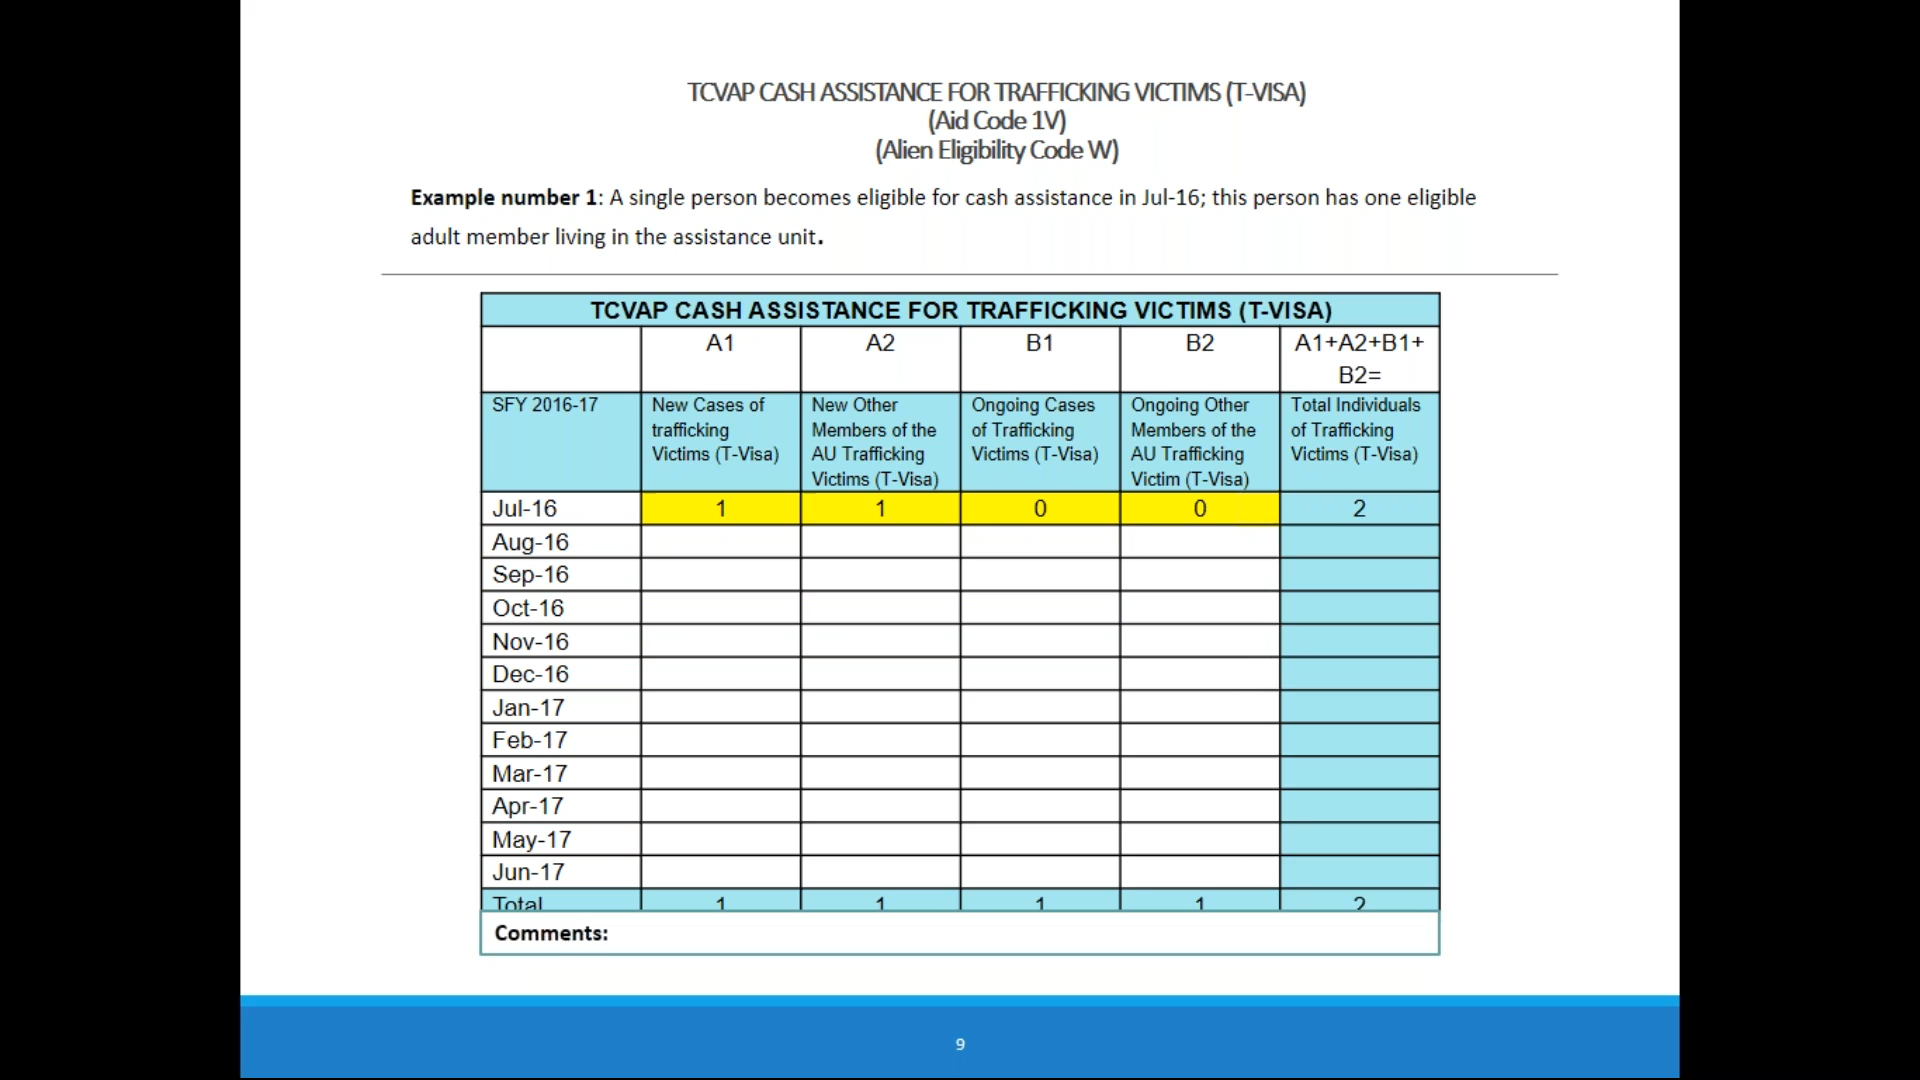 TCVAP CASH ASSISTANCE FOR TRAFFICKING VICTIMS (T-VISA)
(Aid Code 1V)
(Alien Eligibility Code W)
Example number 1: A single person becomes eligible for cash assistance in Jul-16; this person has one eligible
adult member living in the assistance unit.
TCVAP CASH ASSISTANCE FOR TRAFFICKING VICTIMS (T-VISA)
A1 A2 B1 B2 A1+A2+B1+
B2=
SFY 2016-17 New Cases of New Other Ongoing Cases Ongoing Other Total Individuals
trafficking Members of the of Trafficking Members of the of Trafficking
Victims (T-Visa) AU Trafficking Victims (T-Visa) AU Trafficking Victims (T-Visa)
Victims (T-Visa) Victim (T-Visa)
Jul-16 1 1 0 0 2
Aug-16
Sep-16
Oct-16
Nov-16
Dec-16
Jan-17
Feb-17
Mar-17
Apr-17
May-17
Jun-17
Total 1 1 1 1 2
Comments:
9